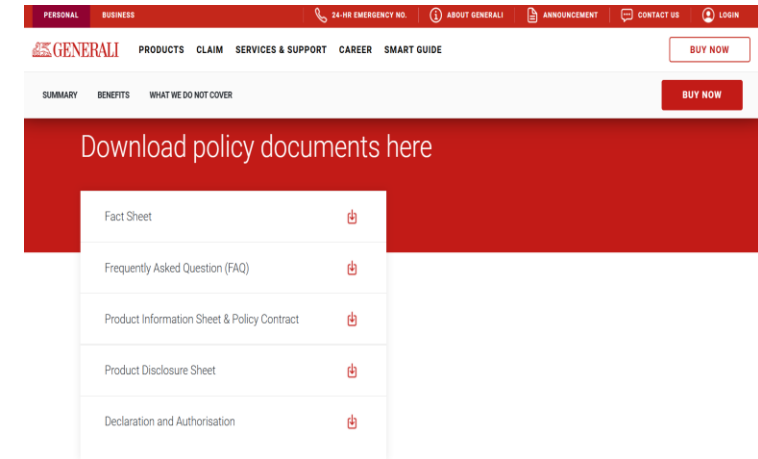 PERSONAL BUSINESS 24-HR EMERGENCY NO. ABOUT GENERALI ANNOUNCEMENT CONTACT US LOGIN
GENERALI PRODUCTS CLAIM SERVICES & SUPPORT CAREER SMART GUIDE BUY NOW
SUMMARY BENEFITS WHAT WE DO NOT COVER BUY NOW
Download policy documents here
Fact Sheet
Frequently Asked Question (FAQ)
Product Information Sheet & Policy Contract
Product Disclosure Sheet
Declaration and Authorisation